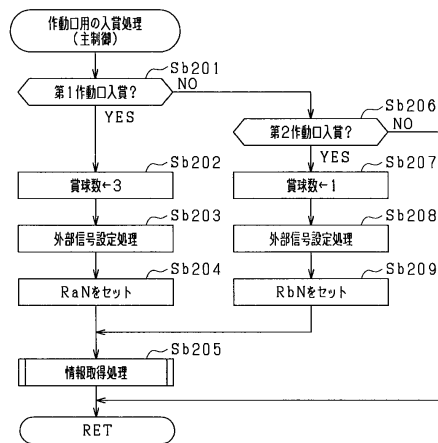 作動口用の入賞処理
(主制御)
Sb201
第1作動口入賞?
NO
YES
Sb206
第2作動口入賞?
NO
YES
Sb202
賞球数←3
Sb207
賞球数←1
Sb203
外部信号設定処理
Sb208
外部信号設定処理
Sb204
RaNをセット
Sb209
RbNをセット
Sb205
情報取得処理
RET